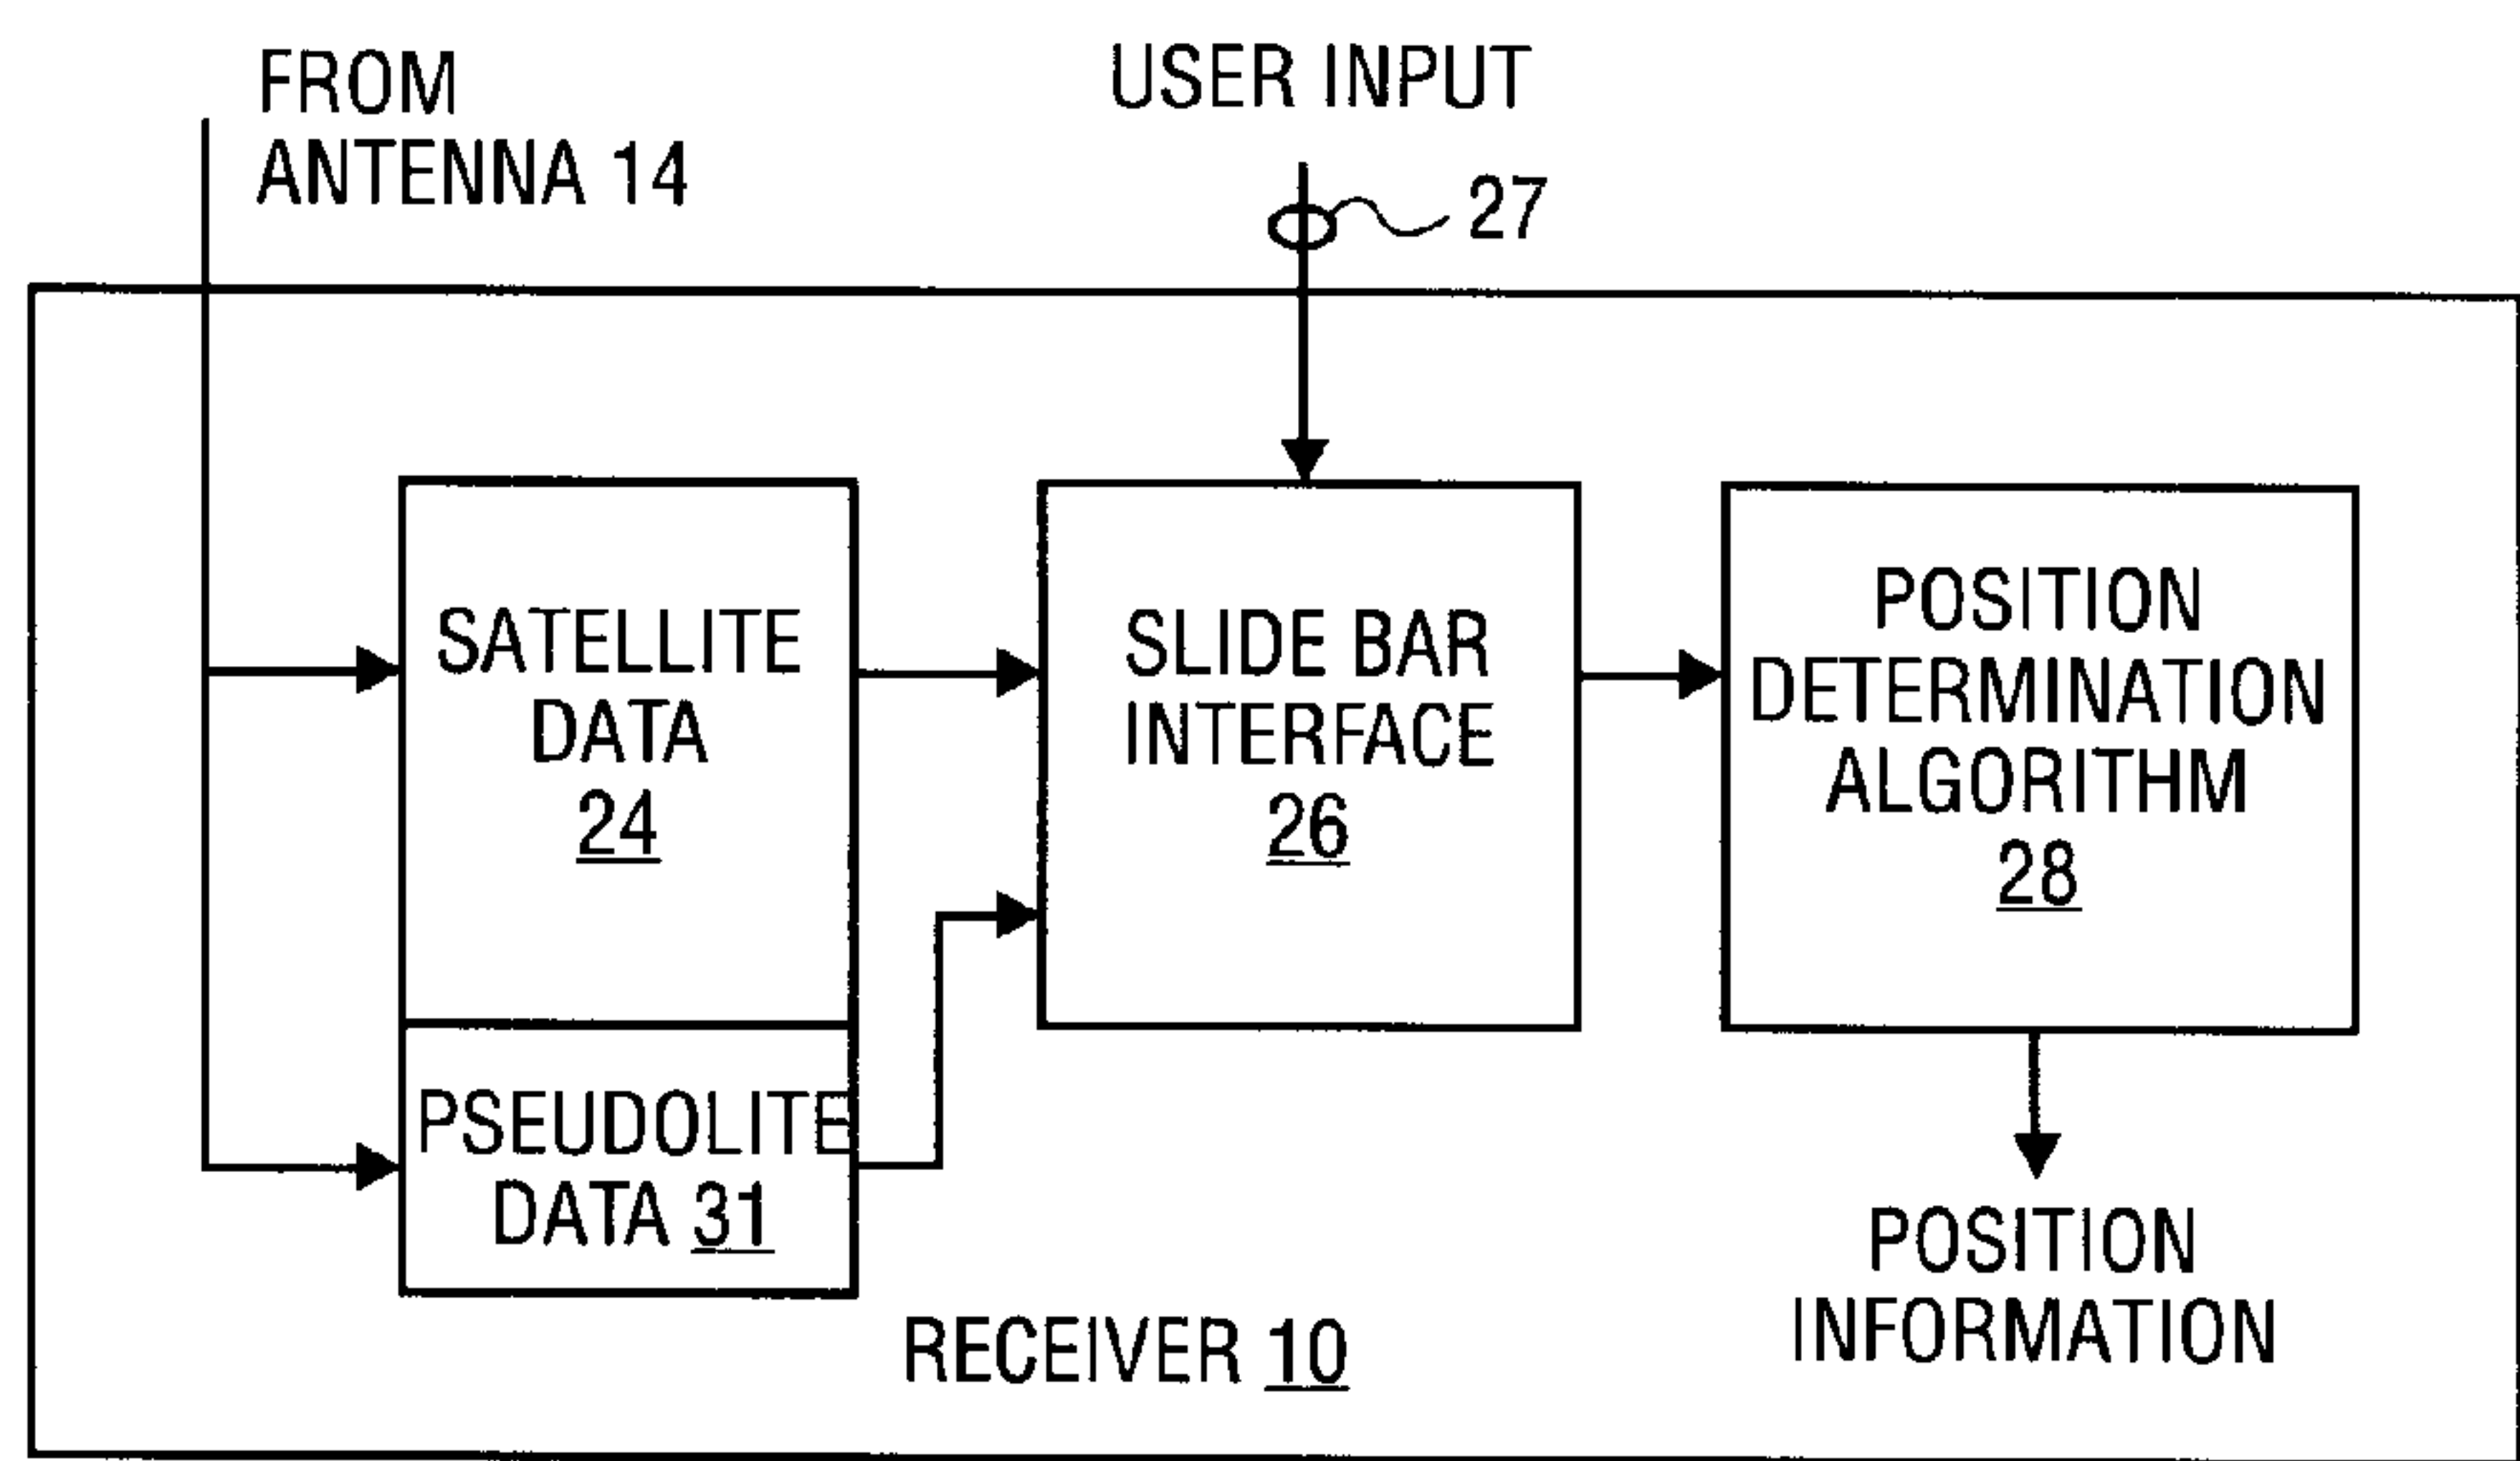 FROM
ANTENNA 14
USER INPUT
27
SATELLITE
DATA
24
SLIDE BAR
INTERFACE
26
POSITION
DETERMINATION
ALGORITHM
28
PSEUDOLITE
DATA 31
POSITION
INFORMATION
RECEIVER 10